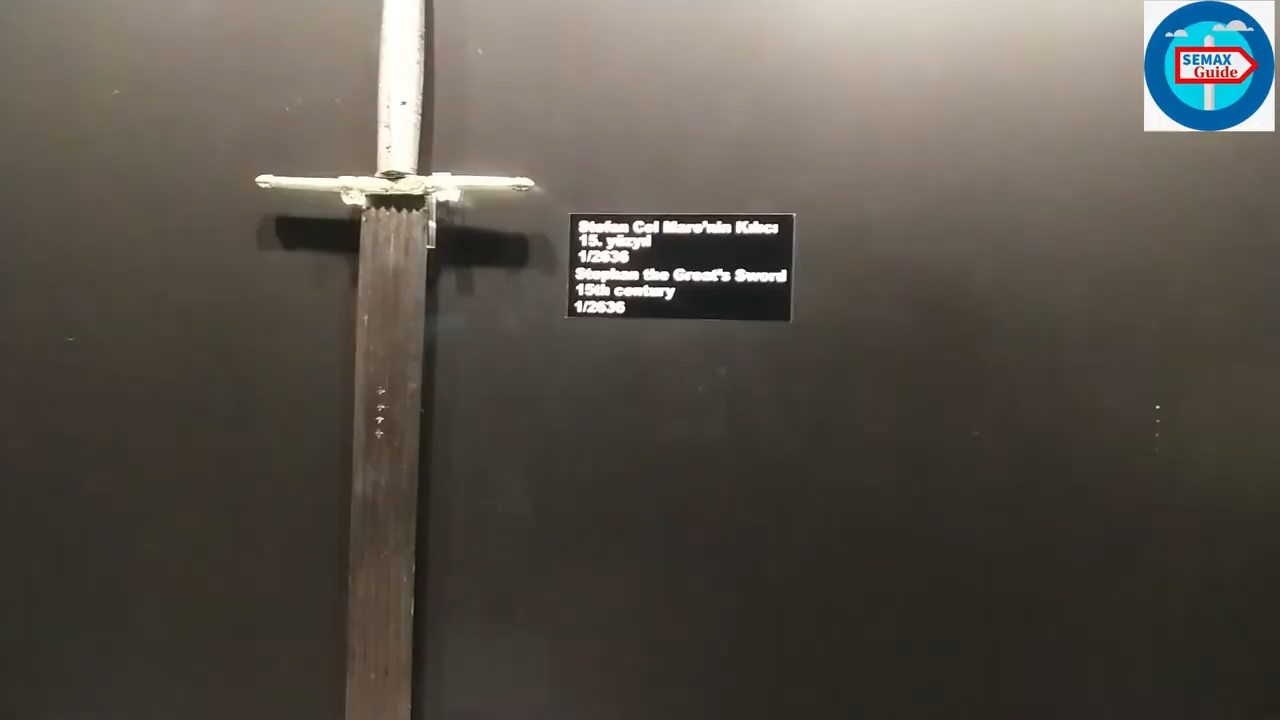 SEMAX
Guide
Stefan Cel Mare'nin Kılıcı
15. yüzyıl
1/2636
Stephan the Great's Sword
15th century
1/2636